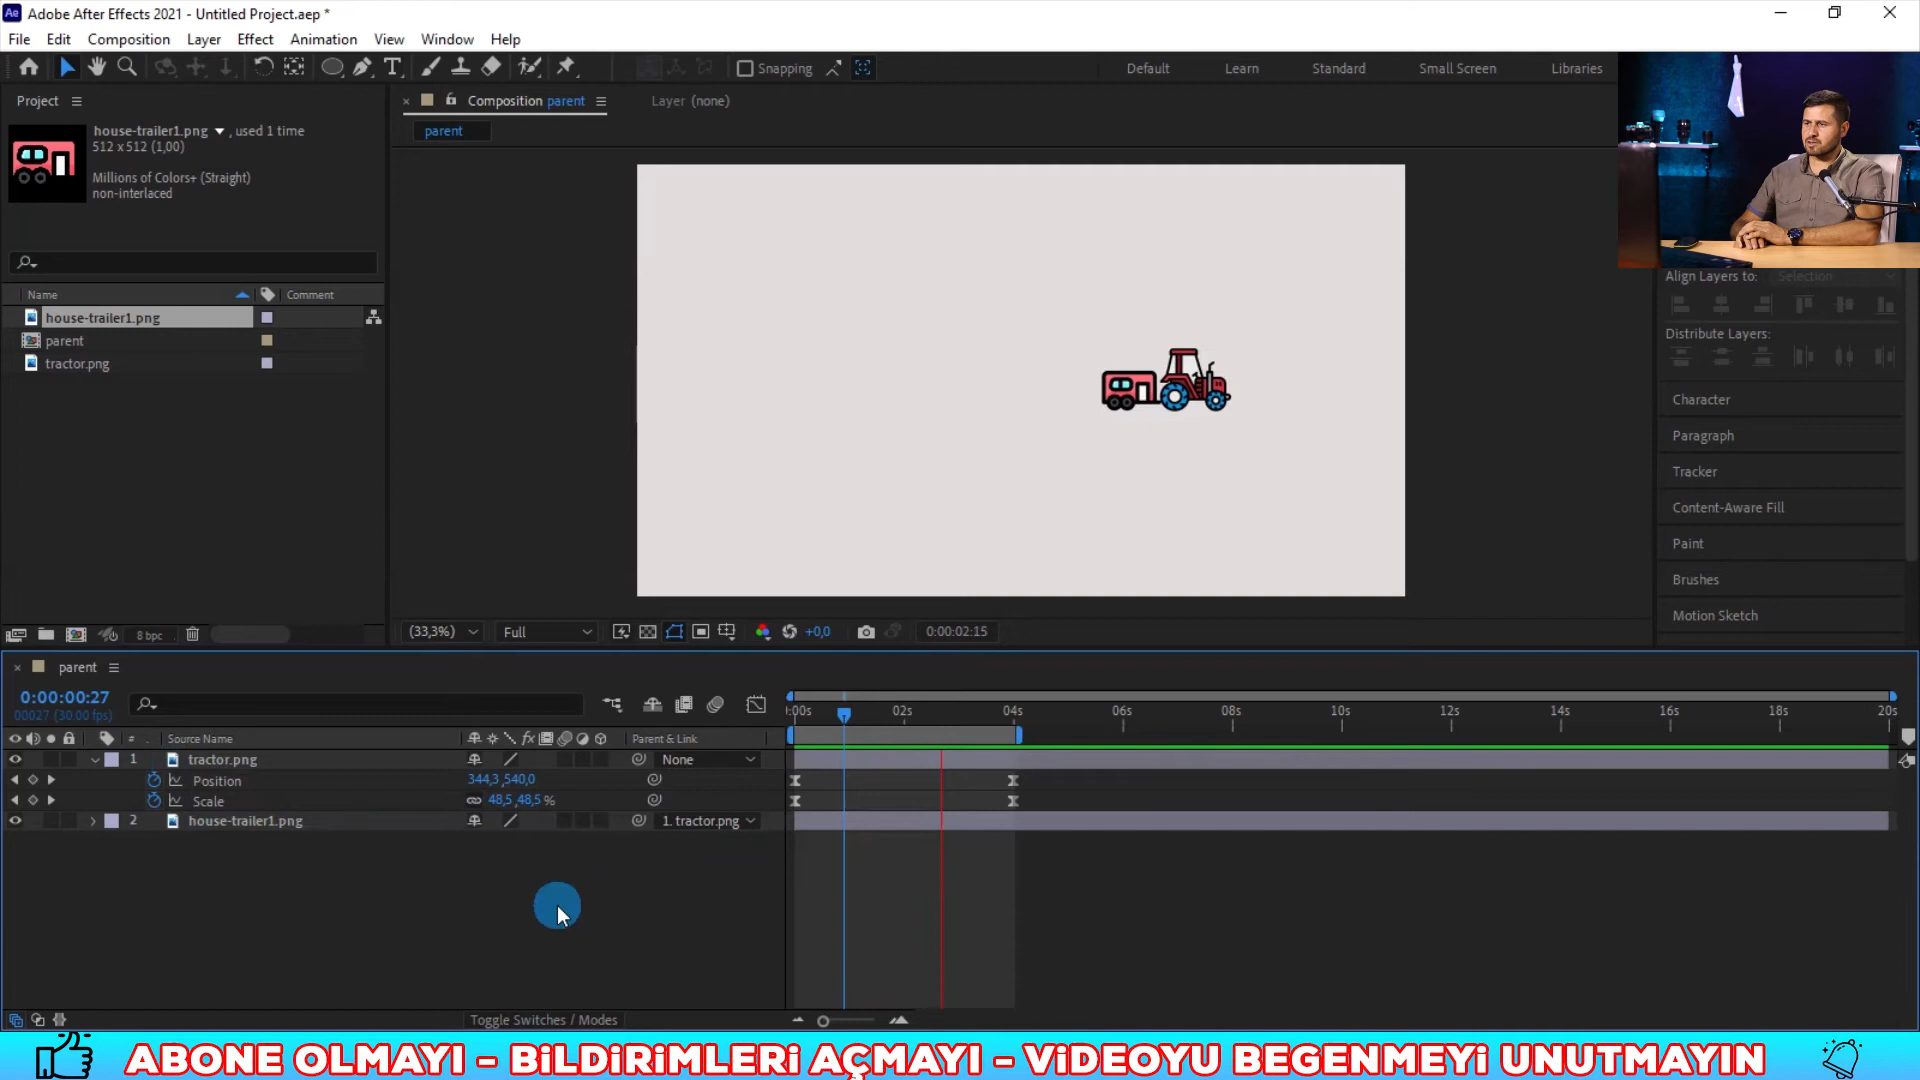 Ae Adobe After Effects 2021 - Untitled Project.aep *
File Edit Composition Layer Effect Animation View Window Help
Snapping
Default Learn Standard Small Screen Libraries
Project
Composition parent
Layer (none)
parent
house-trailer1.png , used 1 time
512 x 512 (1,00)
Millions of Colors+ (Straight)
non-interlaced
Name Comment
house-trailer1.png
parent
tractor.png
8 bpc
(33,3%) Full +0,0 0:00:02:15
Align Layers to: Selection
Distribute Layers:
Character
Paragraph
Tracker
Content-Aware Fill
Paint
Brushes
Motion Sketch
parent
0:00:00:27
00027 (30.00 fps)
:00s 02s 04s 06s 08s 10s 12s 14s 16s 18s 20s
# Source Name fx Parent & Link
1 tractor.png None
Position 344,3,540,0
Scale 48,5,48,5 %
2 house-trailer1.png 1. tractor.png
Toggle Switches / Modes
ABONE OLMAYI - BiLDiRiMLERi AÇMAYI - ViDEOYU BEGENMEYi UNUTMAYIN